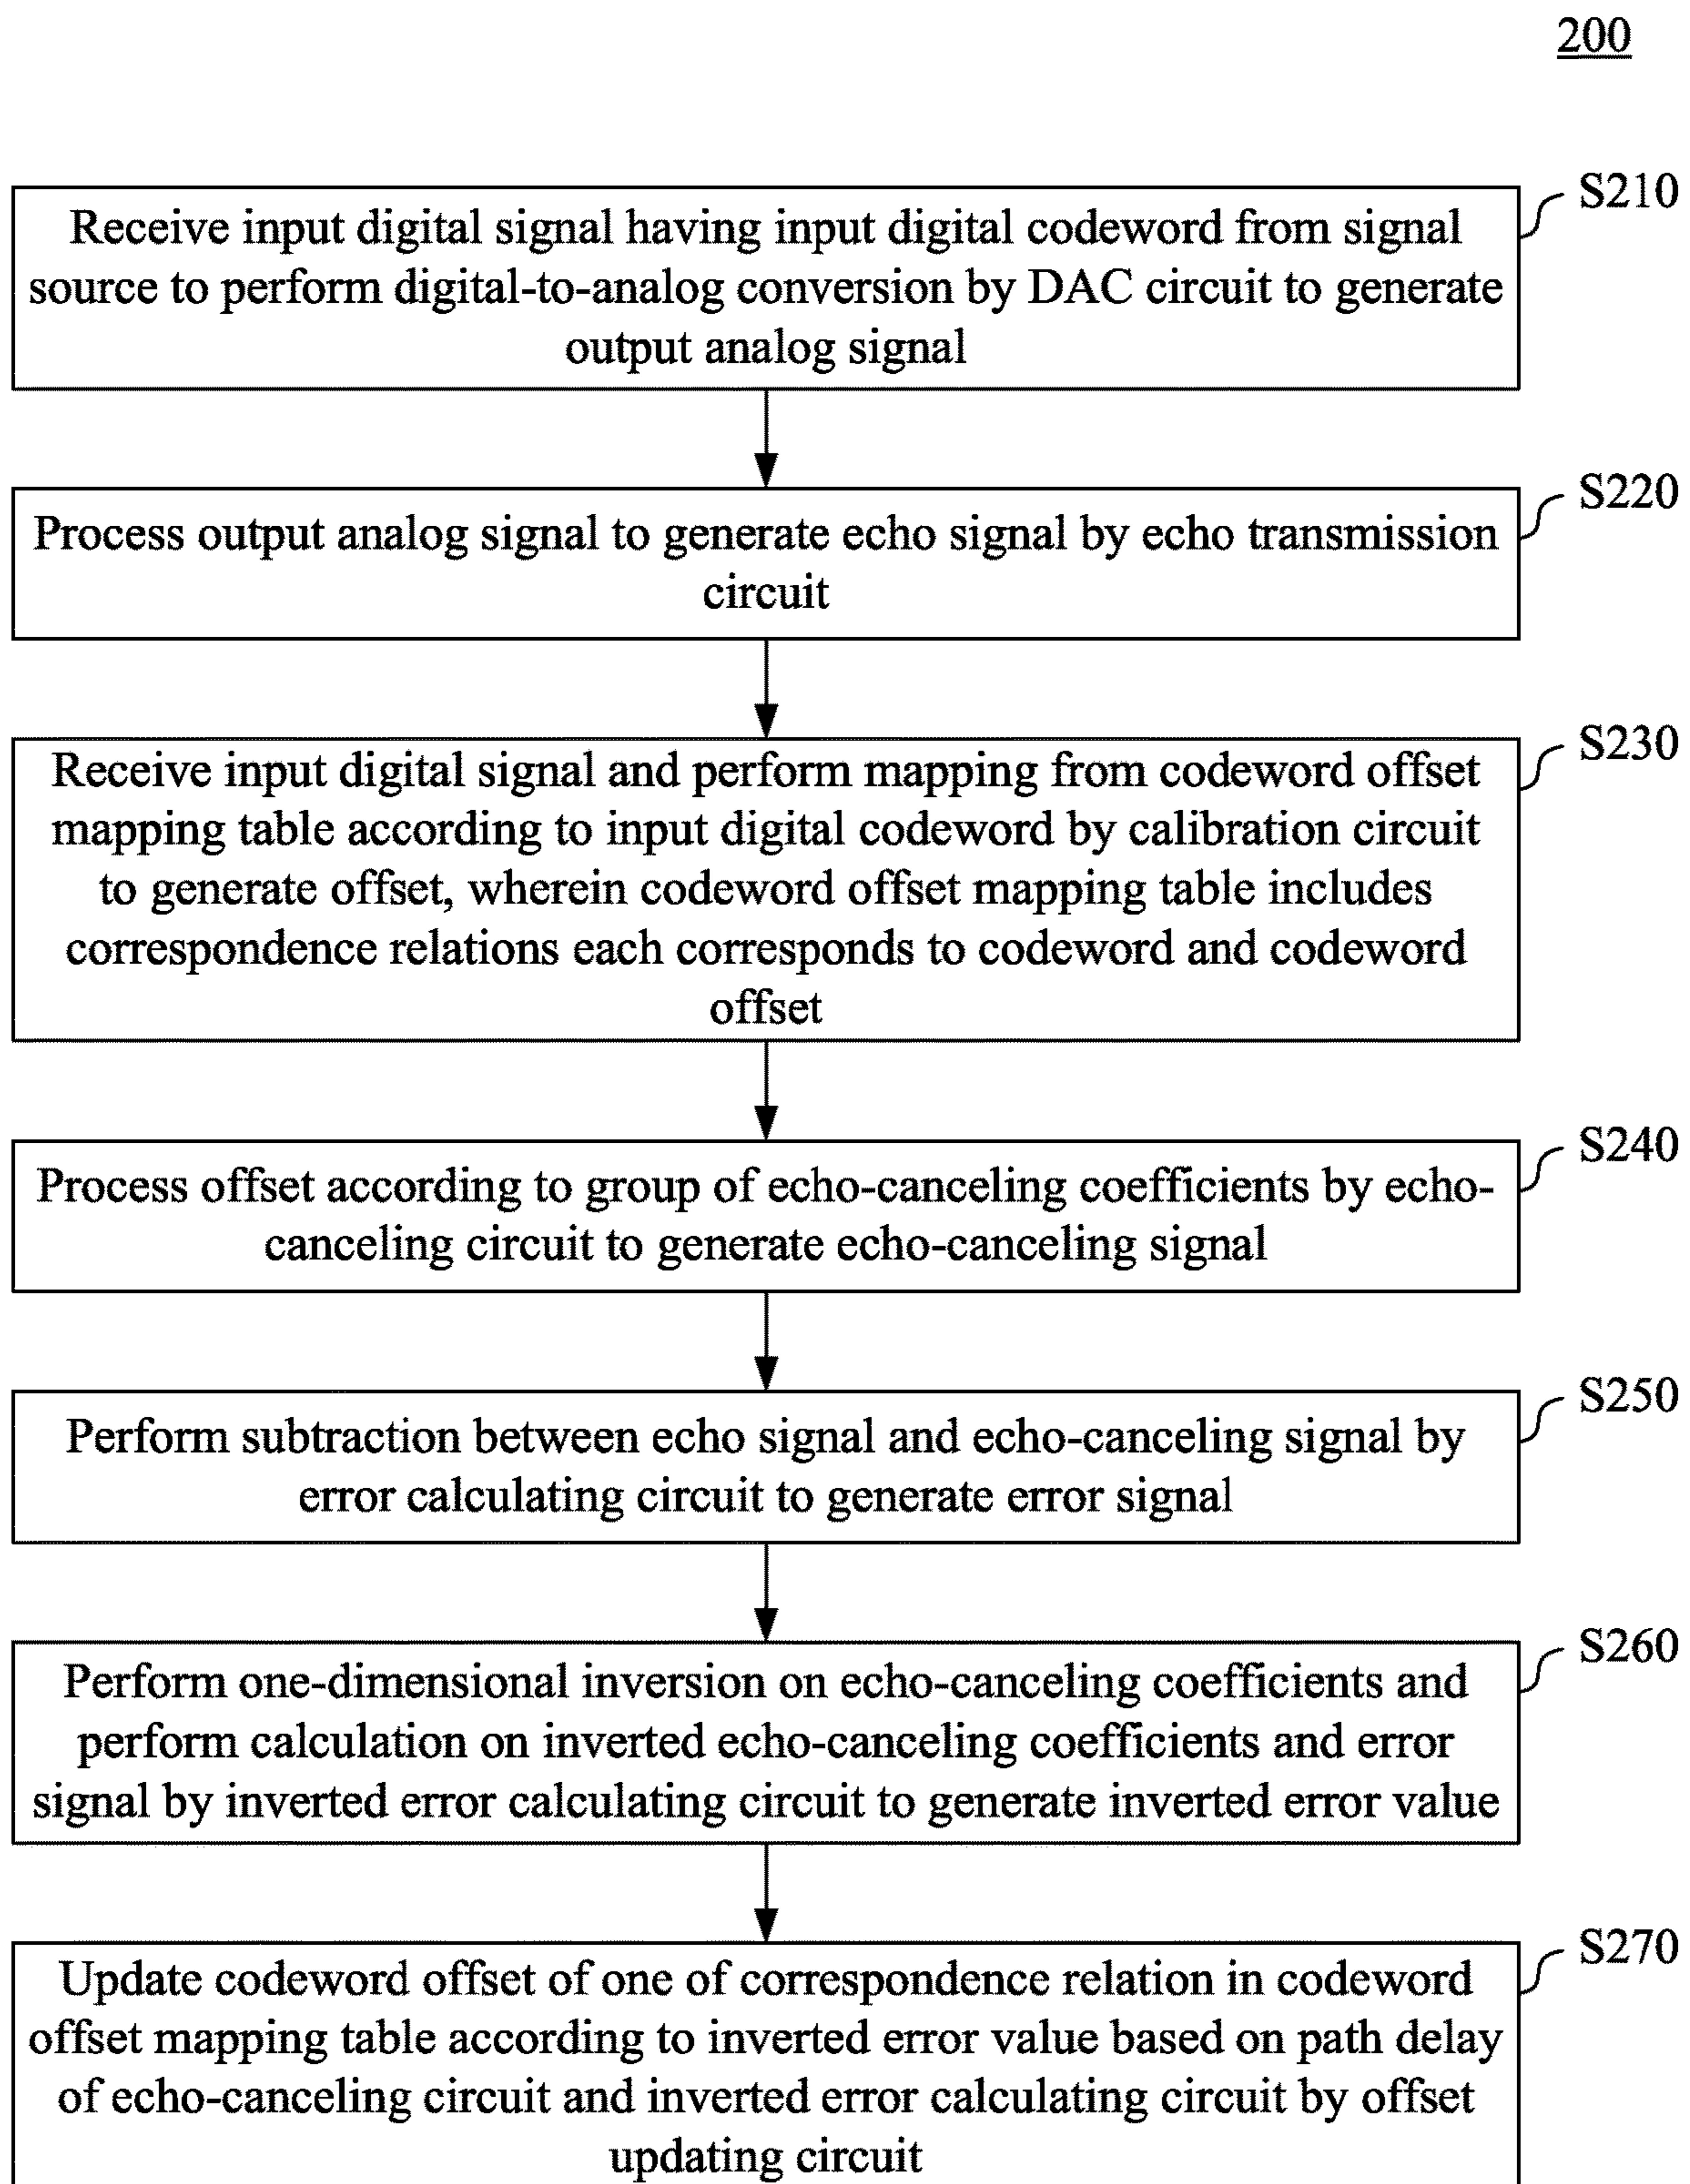 200
S210
Receive input digital signal having input digital codeword from signal
source to perform digital-to-analog conversion by DAC circuit to generate
output analog signal
S220
Process output analog signal to generate echo signal by echo transmission
circuit
S230
Receive input digital signal and perform mapping from codeword offset
mapping table according to input digital codeword by calibration circuit
to generate offset, wherein codeword offset mapping table includes
correspondence relations each corresponds to codeword and codeword
offset
S240
Process offset according to group of echo-canceling coefficients by echo-
canceling circuit to generate echo-canceling signal
S250
Perform subtraction between echo signal and echo-canceling signal by
error calculating circuit to generate error signal
S260
Perform one-dimensional inversion on echo-canceling coefficients and
perform calculation on inverted echo-canceling coefficients and error
signal by inverted error calculating circuit to generate inverted error value
S270
Update codeword offset of one of correspondence relation in codeword
offset mapping table according to inverted error value based on path delay
of echo-canceling circuit and inverted error calculating circuit by offset
updating circuit